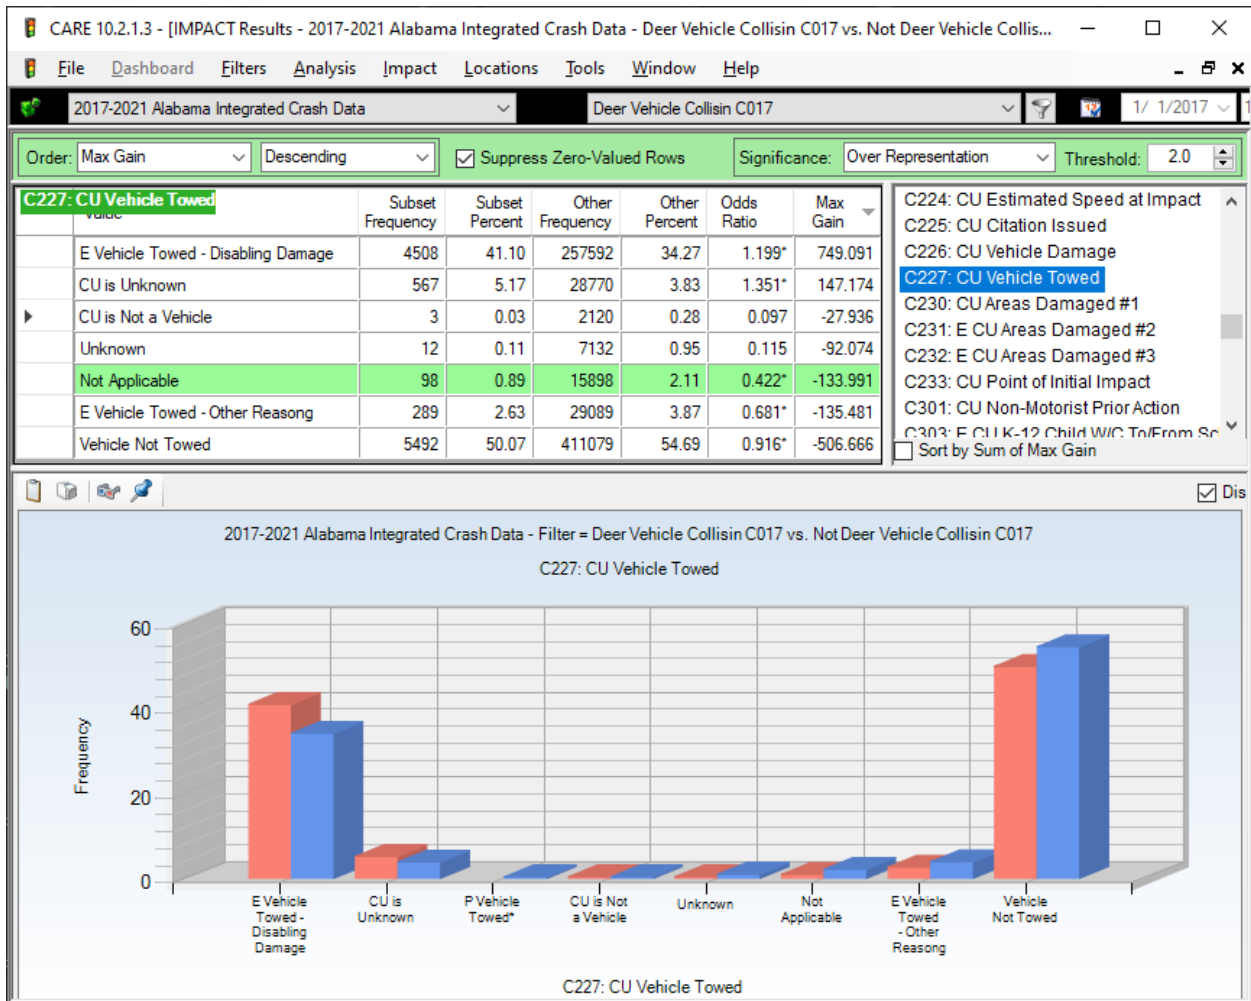 CARE 10.2.1.3 - [IMPACT Results - 2017-2021 Alabama Integrated Crash Data - Deer Vehicle Collisin C017 vs. Not Deer Vehicle Collis...
File Dashboard Filters Analysis Impact Locations Tools Window Help
2017-2021 Alabama Integrated Crash Data Deer Vehicle Collisin C017 1/ 1/2017
Order: Max Gain Descending Suppress Zero-Valued Rows Significance: Over Representation Threshold: 2.0
C227: CU Vehicle Towed Subset Frequency Subset Percent Other Frequency Other Percent Odds Ratio Max Gain
E Vehicle Towed - Disabling Damage 4508 41.10 257592 34.27 1.199* 749.091
CU is Unknown 567 5.17 28770 3.83 1.351* 147.174
CU is Not a Vehicle 3 0.03 2120 0.28 0.097 -27.936
Unknown 12 0.11 7132 0.95 0.115 -92.074
Not Applicable 98 0.89 15898 2.11 0.422* -133.991
E Vehicle Towed - Other Reasong 289 2.63 29089 3.87 0.681* -135.481
Vehicle Not Towed 5492 50.07 411079 54.69 0.916* -506.666
C224: CU Estimated Speed at Impact
C225: CU Citation Issued
C226: CU Vehicle Damage
C227: CU Vehicle Towed
C230: CU Areas Damaged #1
C231: E CU Areas Damaged #2
C232: E CU Areas Damaged #3
C233: CU Point of Initial Impact
C301: CU Non-Motorist Prior Action
C303: E CU K-12 Child W/C To/From Sc
Sort by Sum of Max Gain
Dis
2017-2021 Alabama Integrated Crash Data - Filter = Deer Vehicle Collisin C017 vs. Not Deer Vehicle Collisin C017
C227: CU Vehicle Towed
Frequency
60
40
20
0
E Vehicle Towed - Disabling Damage
CU is Unknown
P Vehicle Towed*
CU is Not a Vehicle
Unknown
Not Applicable
E Vehicle Towed - Other Reasong
Vehicle Not Towed
C227: CU Vehicle Towed